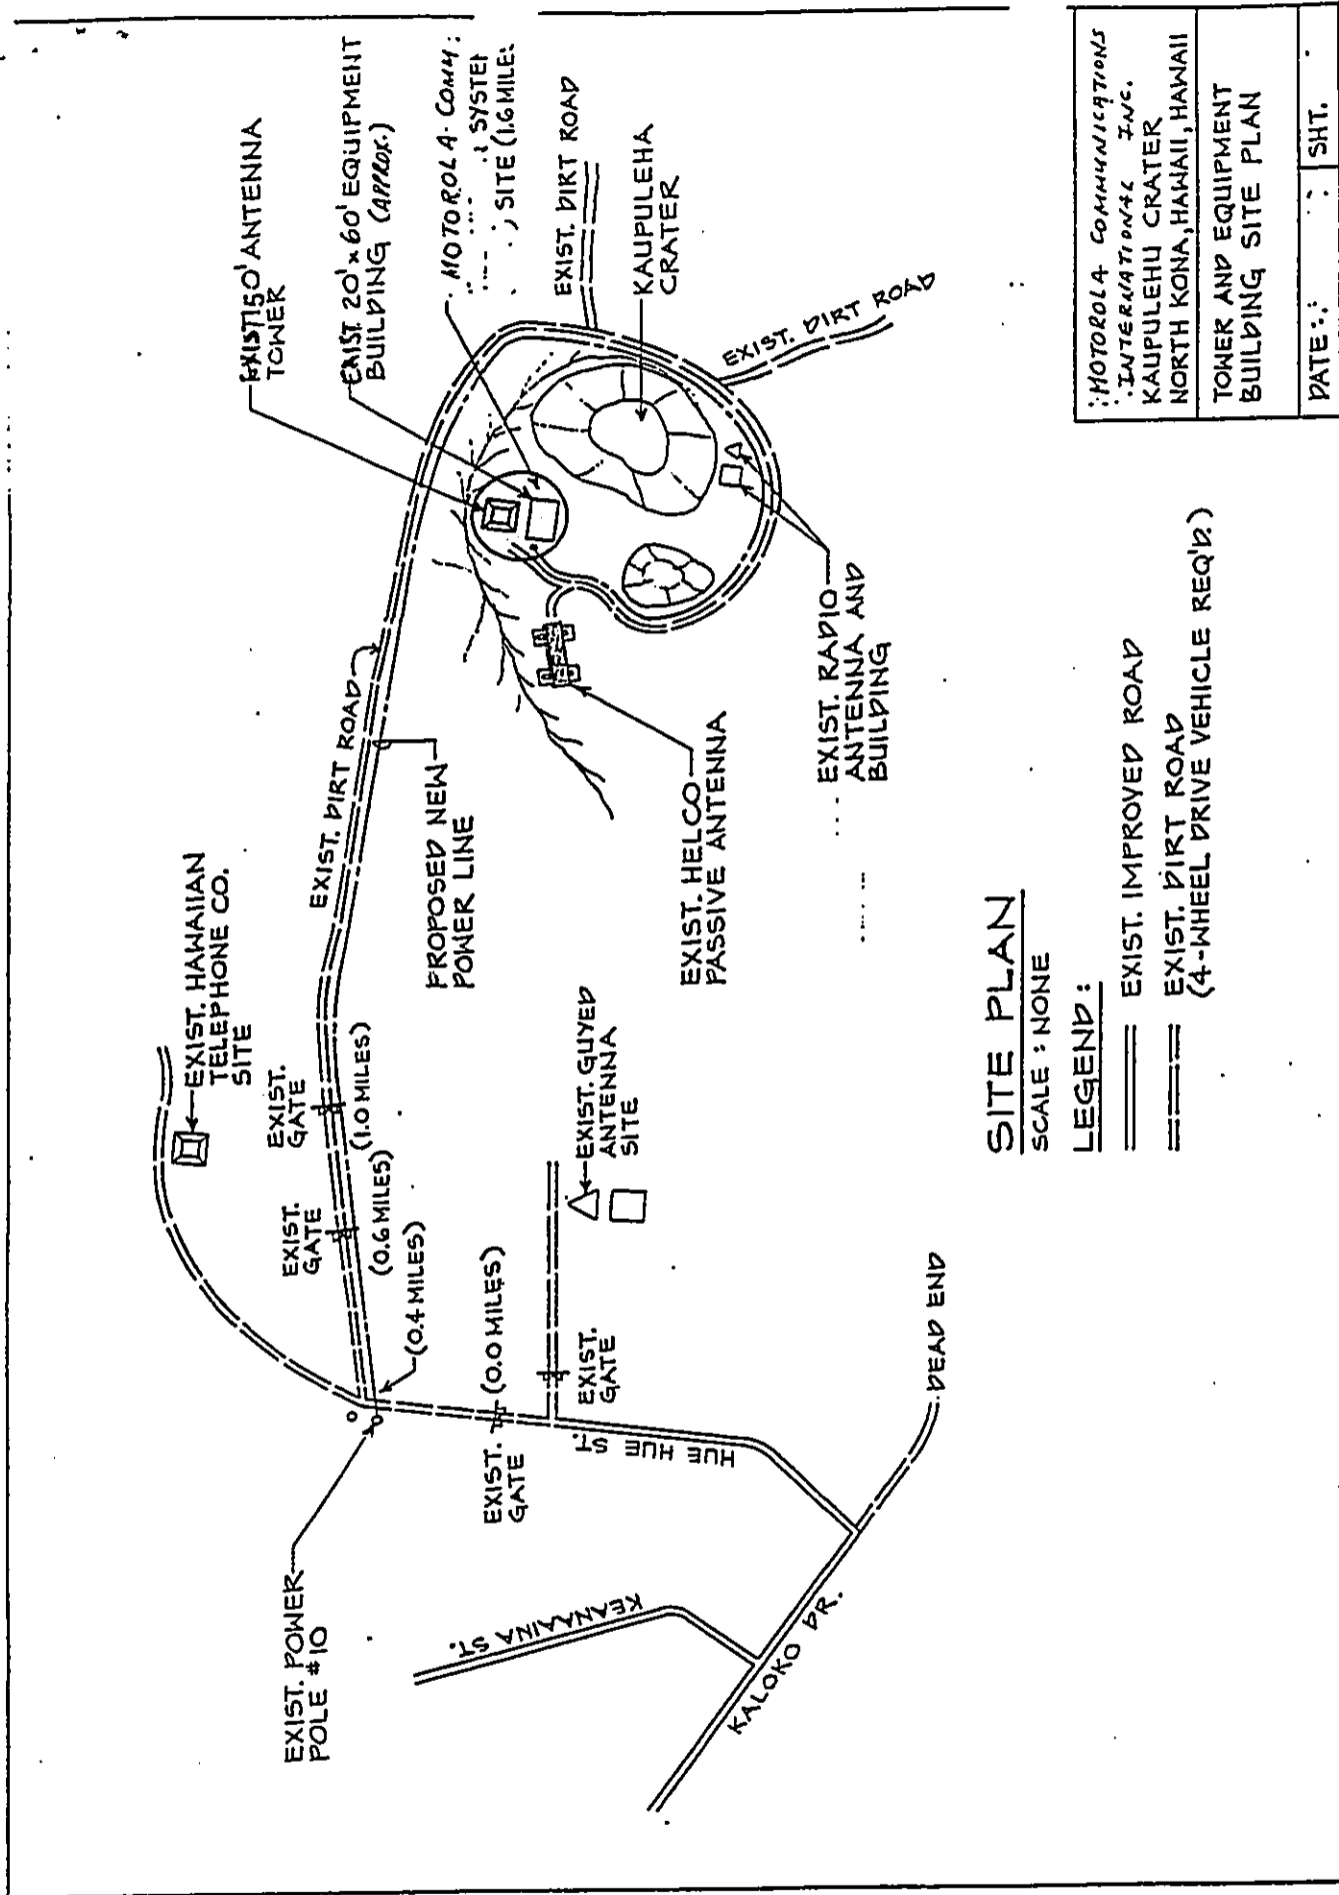 EXIST. HAWAIIAN
TELEPHONE CO.
SITE
EXIST. POWER
POLE #10
EXIST.
GATE
EXIST.
GATE
(1.0 MILES)
(0.6 MILES)
(0.4 MILES)
EXIST.
GATE
(0.0 MILES)
EXIST. DIRT ROAD
PROPOSED NEW
POWER LINE
EXIST 150' ANTENNA
TOWER
EXIST. 20'x60' EQUIPMENT
BUILDING (APPROX.)
MOTOROLA COMM
SYSTEM
SITE (1.6 MILES
EXIST. DIRT ROAD
KAUPULEHA
CRATER
EXIST. DIRT ROAD
EXIST. GUYED
ANTENNA
SITE
EXIST.
GATE
HUE HUE ST.
KEANAAINA ST.
KALOKO DR.
DEAD END
EXIST. HELCO
PASSIVE ANTENNA
EXIST. RADIO
ANTENNA AND
BUILDING
SITE PLAN
SCALE : NONE
LEGEND :
EXIST. IMPROVED ROAD
EXIST. DIRT ROAD
(4-WHEEL DRIVE VEHICLE REQ'D.)
MOTOROLA COMMUNICATIONS
INTERNATIONAL INC.
KAUPULEHU CRATER
NORTH KONA, HAWAII, HAWAII
TOWER AND EQUIPMENT
BUILDING SITE PLAN
DATE :
SHT.